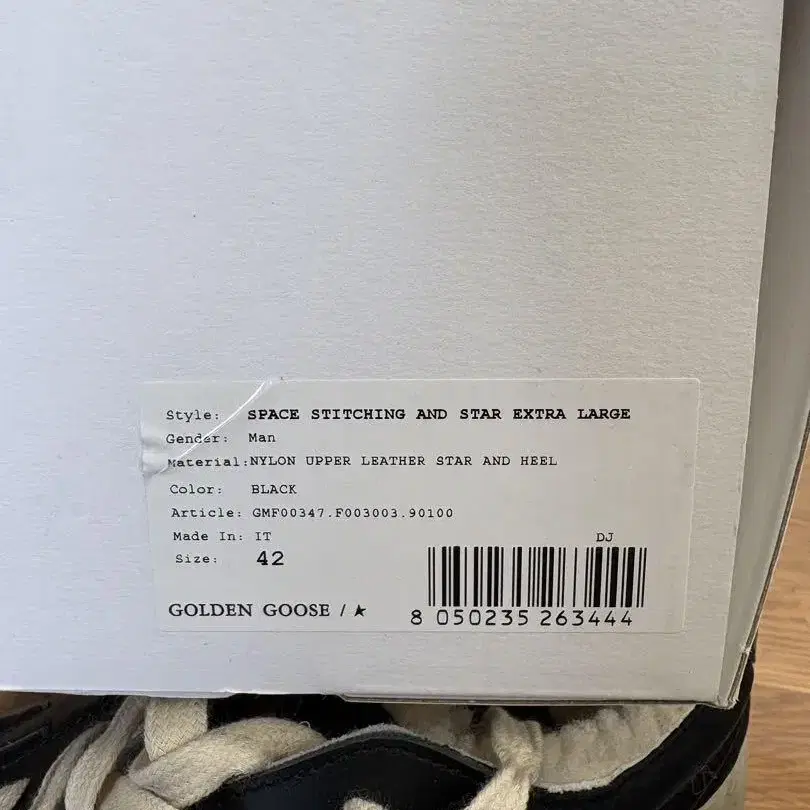 Style: SPACE STITCHING AND STAR EXTRA LARGE
Gender: Man
Material:NYLON UPPER LEATHER STAR AND HEEL
Color: BLACK
Article: GMF00347.F003003.90100
Made In: IT
DJ
Size: 42
GOLDEN GOOSE / ★
8 050235 263444